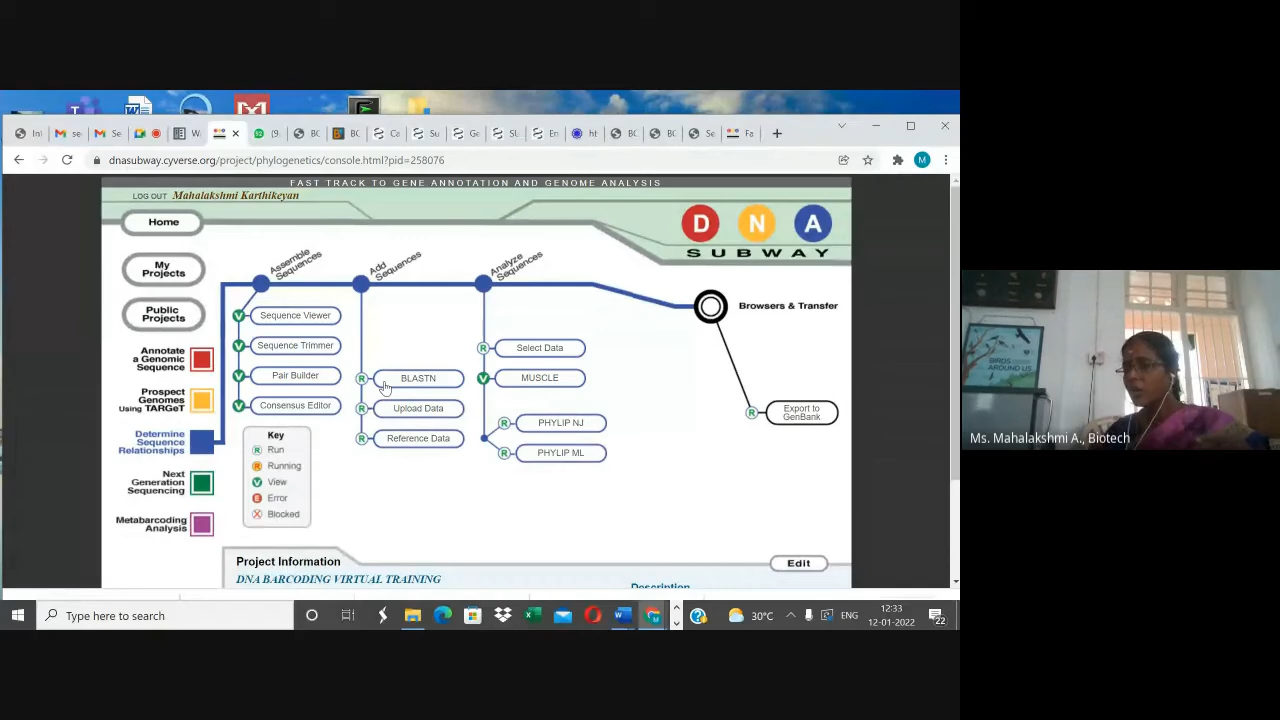 dnasubway.cyverse.org/project/phylogenetics/console.html?pid=258076
FAST TRACK TO GENE ANNOTATION AND GENOME ANALYSIS
LOG OUT Mahalakshmi Karthikeyan
Home
D N A
SUBWAY
My
Projects
Public
Projects
Annotate
a Genomic
Sequence
Prospect
Genomes
Using TARGeT
Determine
Sequence
Relationships
Next
Generation
Sequencing
Metabarcoding
Analysis
Assemble
Sequences
V Sequence Viewer
V Sequence Trimmer
V Pair Builder
V Consensus Editor
Key
R Run
R Running
V View
E Error
X Blocked
Add
Sequences
R BLASTN
R Upload Data
R Reference Data
Analyze
Sequences
R Select Data
V MUSCLE
R PHYLIP NJ
R PHYLIP ML
Browsers & Transfer
R Export to
GenBank
Project Information
Edit
DNA BARCODING VIRTUAL TRAINING
Description
Type here to search
30°C
ENG
12:33
12-01-2022
22
BIRDS
AROUND US
Ms. Mahalakshmi A., Biotech